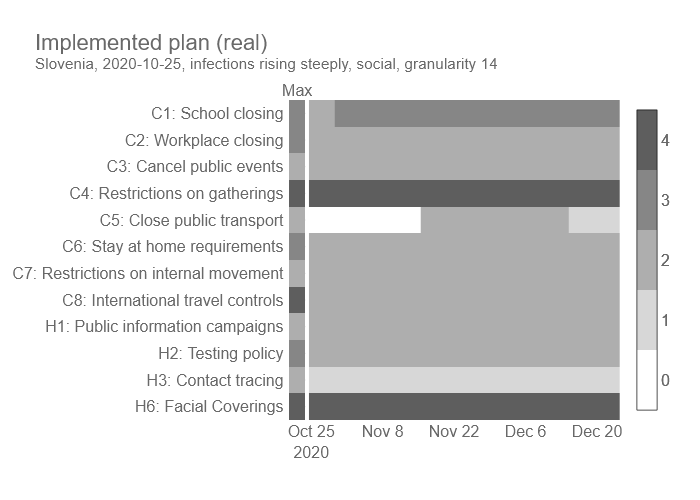 Implemented plan (real)
Slovenia, 2020-10-25, infections rising steeply, social, granularity 14
Max
C1: School closing
C2: Workplace closing
C3: Cancel public events
C4: Restrictions on gatherings
C5: Close public transport
C6: Stay at home requirements
C7: Restrictions on internal movement
C8: International travel controls
H1: Public information campaigns
H2: Testing policy
H3: Contact tracing
H6: Facial Coverings
Oct 25 Nov 8 Nov 22 Dec 6 Dec 20
2020
4
3
2
1
0